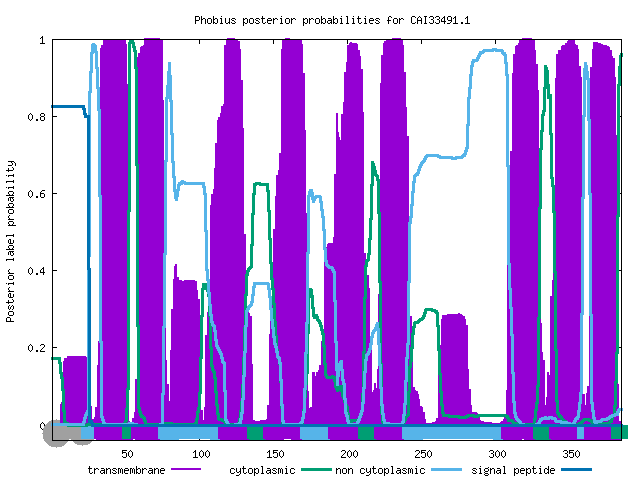 Phobius posterior probabilities for CAI33491.1
Posterior label probability
1
0.8
0.6
0.4
0.2
0
50 100 150 200 250 300 350
transmembrane cytoplasmic non cytoplasmic signal peptide